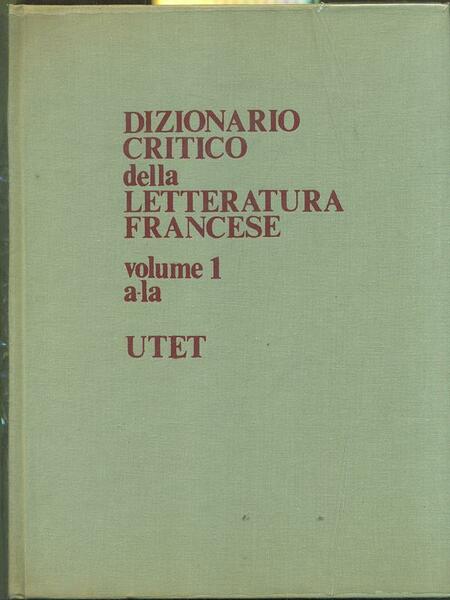 DIZIONARIO
CRITICO
della
LETTERATURA
FRANCESE
volume 1
a-la
UTET